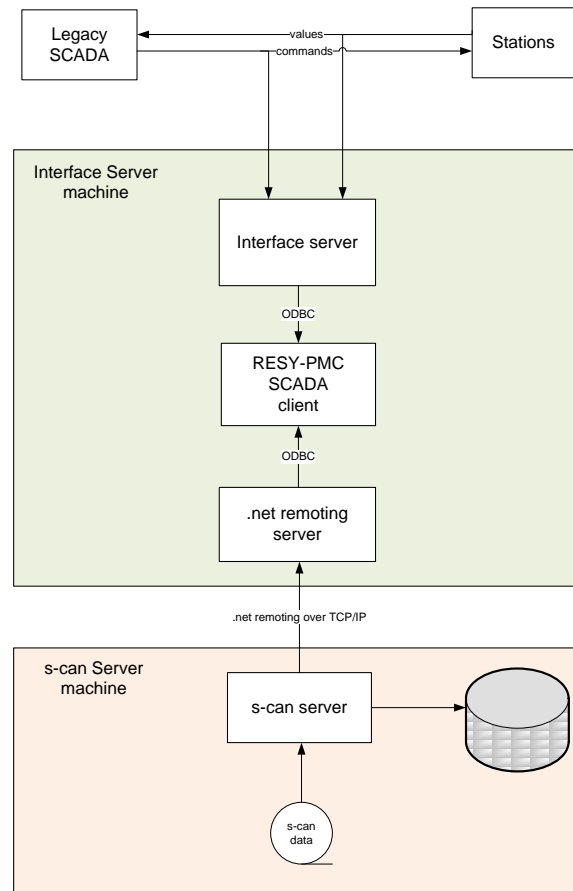 Legacy
SCADA
values
commands
Stations
Interface Server
machine
Interface server
ODBC
RESY-PMC
SCADA
client
ODBC
.net remoting
server
.net remoting over TCP/IP
s-can Server
machine
s-can server
s-can
data